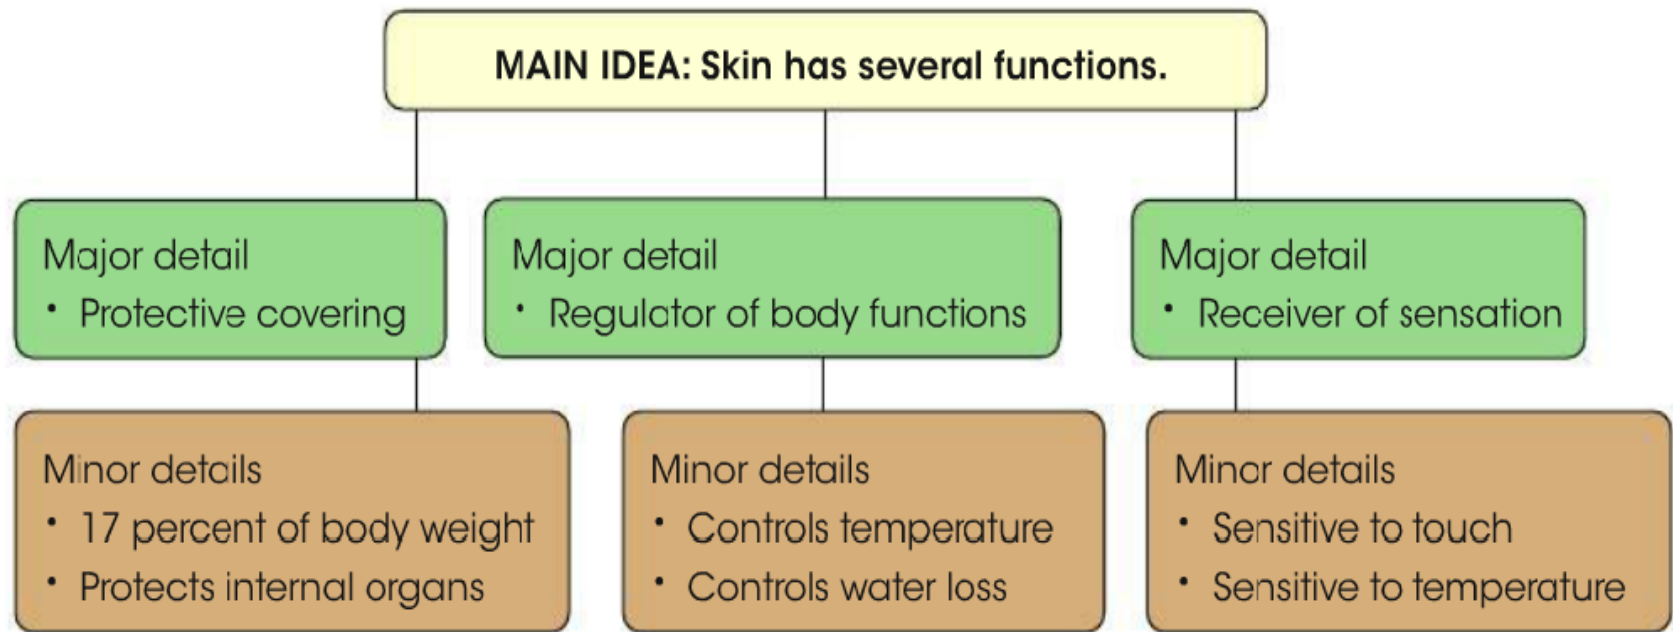 MAIN IDEA: Skin has several functions.
Major detail
• Protective covering
Major detail
• Regulator of body functions
Major detail
• Receiver of sensation
Minor details
• 17 percent of body weight
• Protects internal organs
Minor details
• Controls temperature
• Controls water loss
Minor details
• Sensitive to touch
• Sensitive to temperature